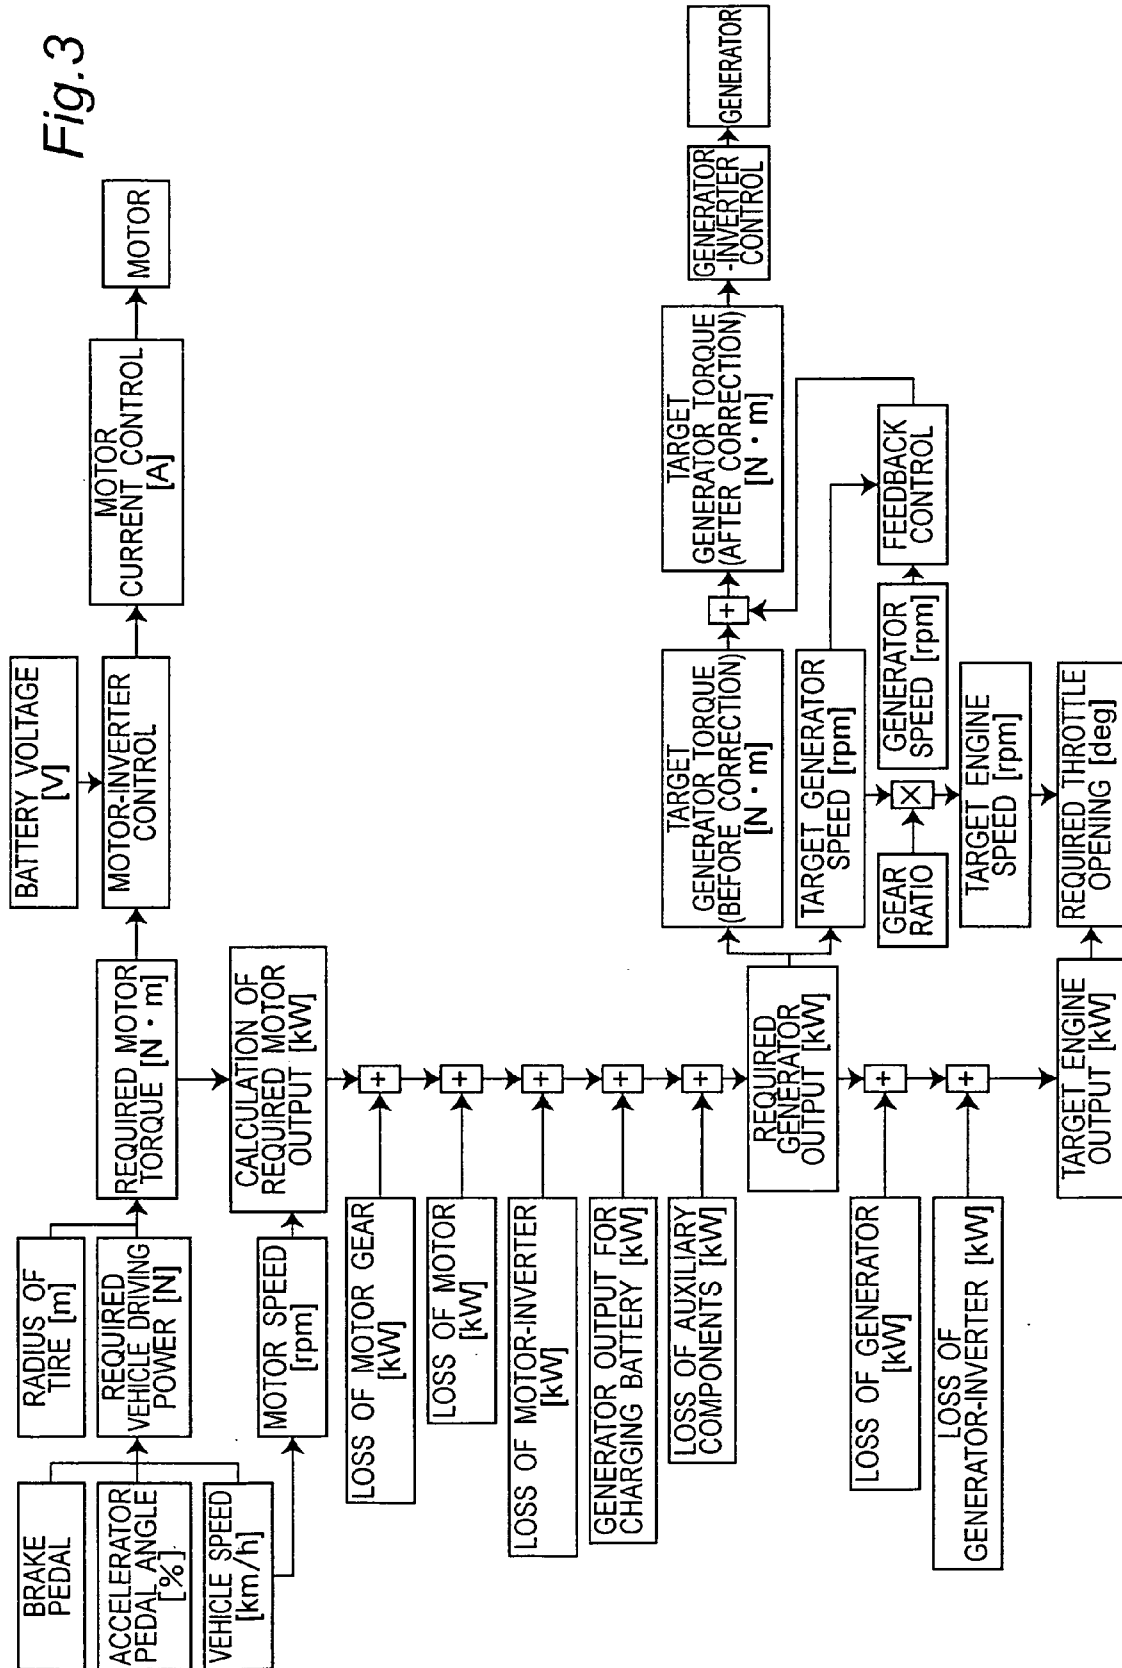 Fig.3
BRAKE
PEDAL
ACCELERATOR
PEDAL ANGLE
[%]
VEHICLE SPEED
[km/h]
RADIUS OF
TIRE [m]
REQUIRED
VEHICLE DRIVING
POWER [N]
MOTOR SPEED
[rpm]
REQUIRED MOTOR
TORQUE [N・m]
BATTERY VOLTAGE
[V]
MOTOR-INVERTER
CONTROL
MOTOR
CURRENT CONTROL
[A]
MOTOR
CALCULATION OF
REQUIRED MOTOR
OUTPUT [kW]
LOSS OF MOTOR GEAR
[kW]
+
LOSS OF MOTOR
[kW]
+
LOSS OF MOTOR-INVERTER
[kW]
+
GENERATOR OUTPUT FOR
CHARGING BATTERY [kW]
+
LOSS OF AUXILIARY
COMPONENTS [kW]
+
REQUIRED
GENERATOR
OUTPUT [kW]
TARGET
GENERATOR TORQUE
(BEFORE CORRECTION)
[N・m]
+
TARGET
GENERATOR TORQUE
(AFTER CORRECTION)
[N・m]
GENERATOR
-INVERTER
CONTROL
GENERATOR
TARGET GENERATOR
SPEED [rpm]
GENERATOR
SPEED [rpm]
FEEDBACK
CONTROL
GEAR
RATIO
×
TARGET ENGINE
SPEED [rpm]
LOSS OF GENERATOR
[kW]
+
LOSS OF
GENERATOR-INVERTER [kW]
+
TARGET ENGINE
OUTPUT [kW]
REQUIRED THROTTLE
OPENING [deg]